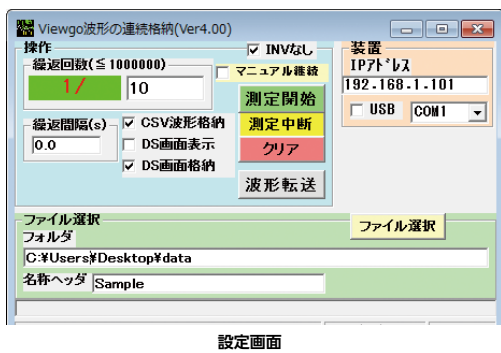 Viewgo波形の連続格納(Ver4.00)
操作
繰返回数(≦1000000)
1/
10
INVなし
マニュアル継続
測定開始
繰返間隔(s)
0.0
CSV波形格納
DS画面表示
DS画面格納
測定中断
クリア
波形転送
装置
IPアドレス
192.168.1.101
USB
COM1
ファイル選択
ファイル選択
フォルダ
C:¥Users¥Desktop¥data
名称ヘッダ
Sample
設定画面